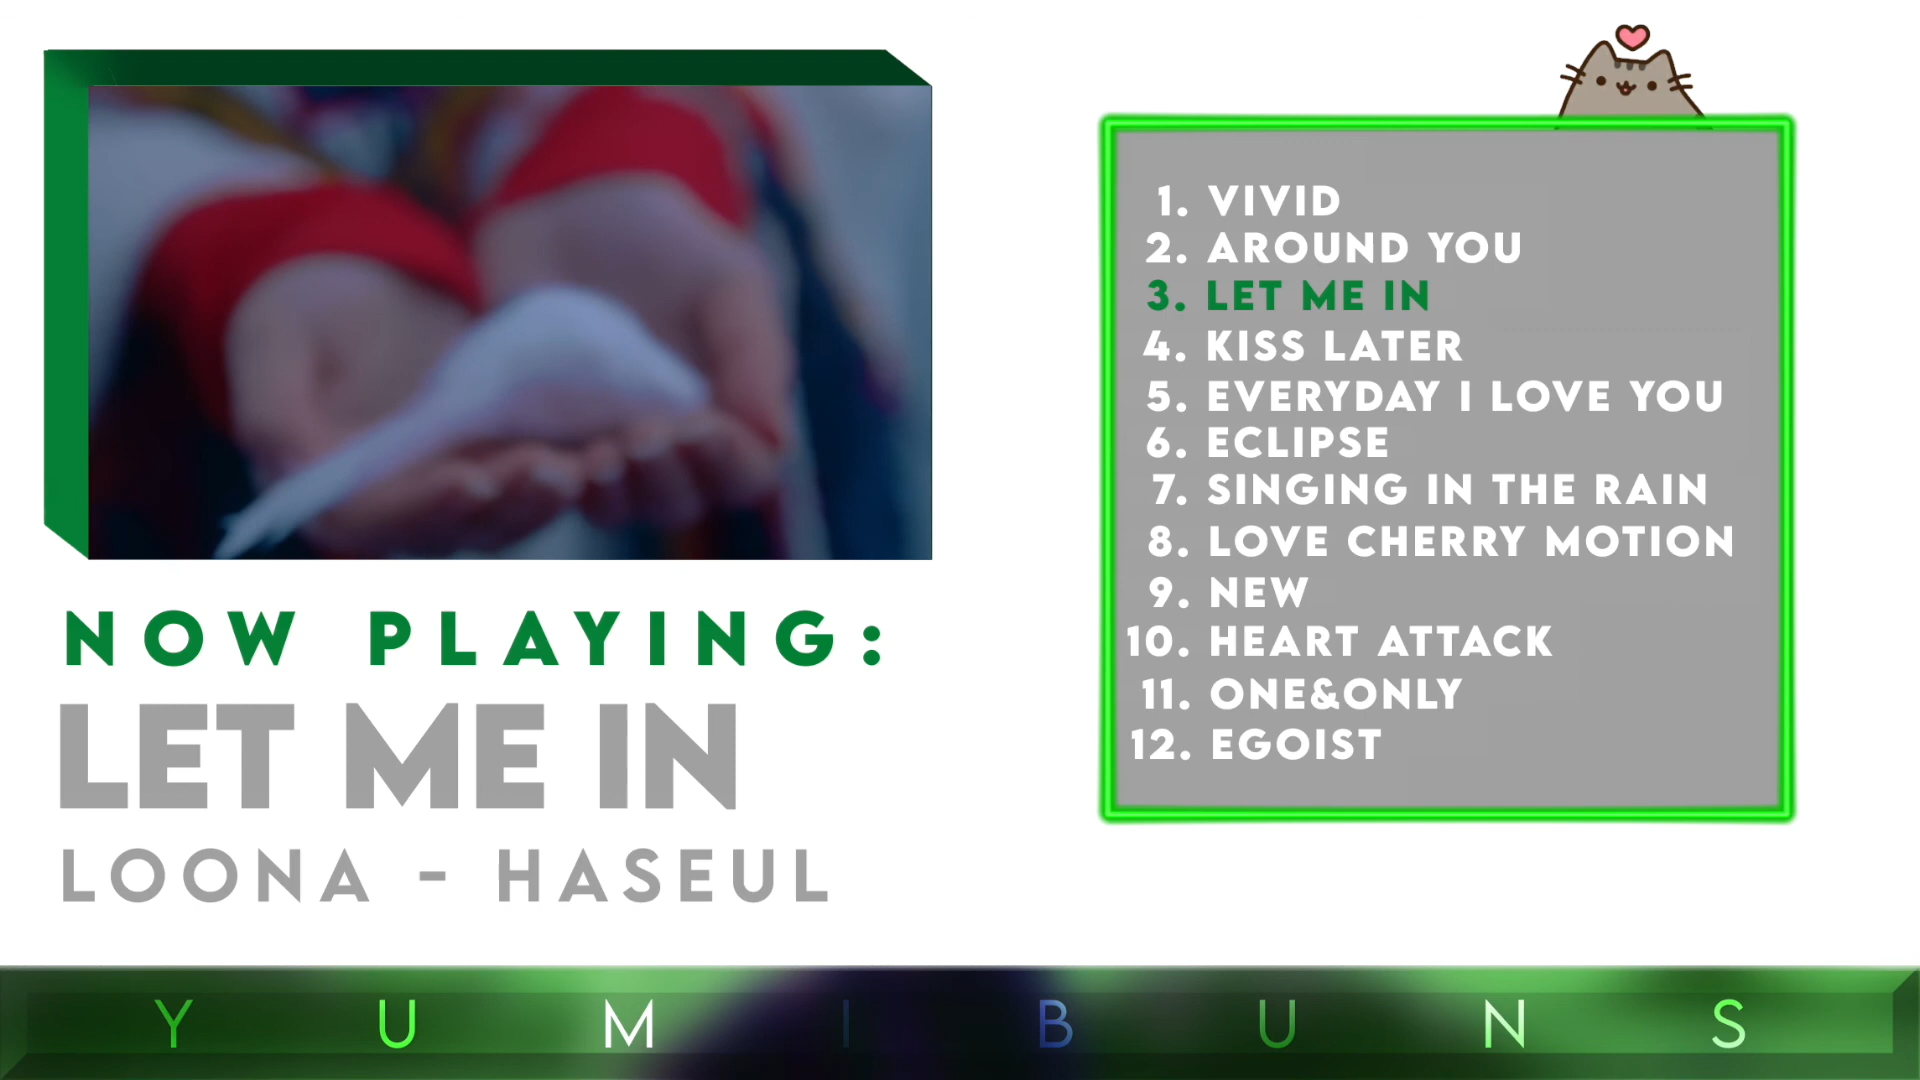 NOW PLAYING:
LET ME IN
LOONA - HASEUL
1. VIVID
2. AROUND YOU
3. LET ME IN
4. KISS LATER
5. EVERYDAY I LOVE YOU
6. ECLIPSE
7. SINGING IN THE RAIN
8. LOVE CHERRY MOTION
9. NEW
10. HEART ATTACK
11. ONE&ONLY
12. EGOIST
YUMIBUNS